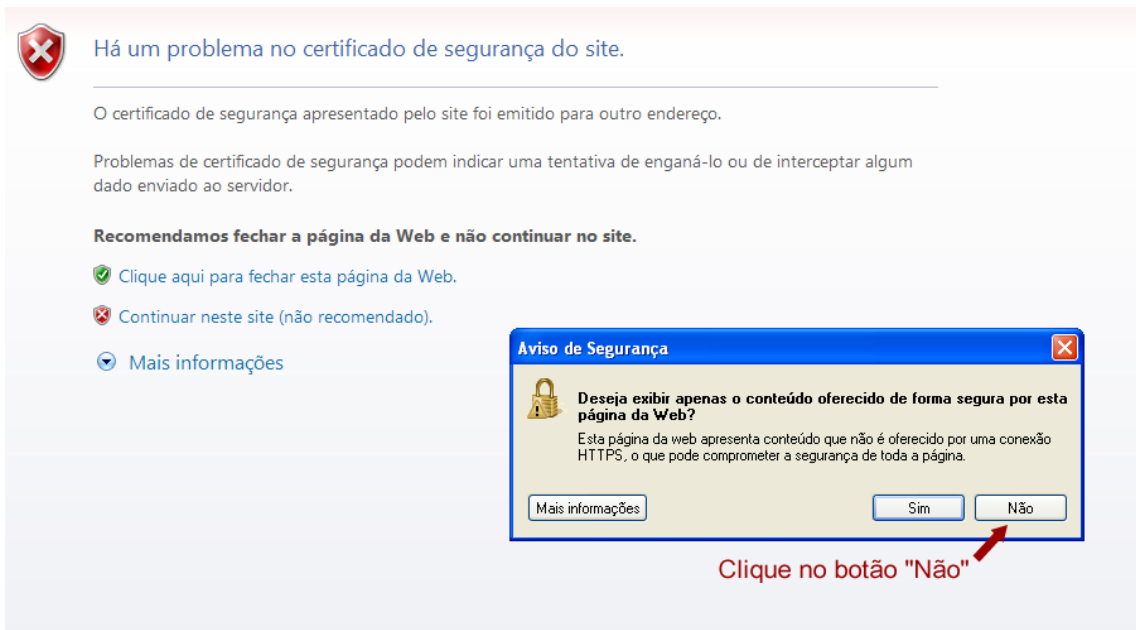 Há um problema no certificado de segurança do site.
O certificado de segurança apresentado pelo site foi emitido para outro endereço.
Problemas de certificado de segurança podem indicar uma tentativa de enganá-lo ou de interceptar algum
dado enviado ao servidor.
Recomendamos fechar a página da Web e não continuar no site.
Clique aqui para fechar esta página da Web.
Continuar neste site (não recomendado).
Mais informações
Aviso de Segurança
Deseja exibir apenas o conteúdo oferecido de forma segura por esta
página da Web?
Esta página da web apresenta conteúdo que não é oferecido por uma conexão
HTTPS, o que pode comprometer a segurança de toda a página.
Mais informações
Sim
Não
Clique no botão "Não"